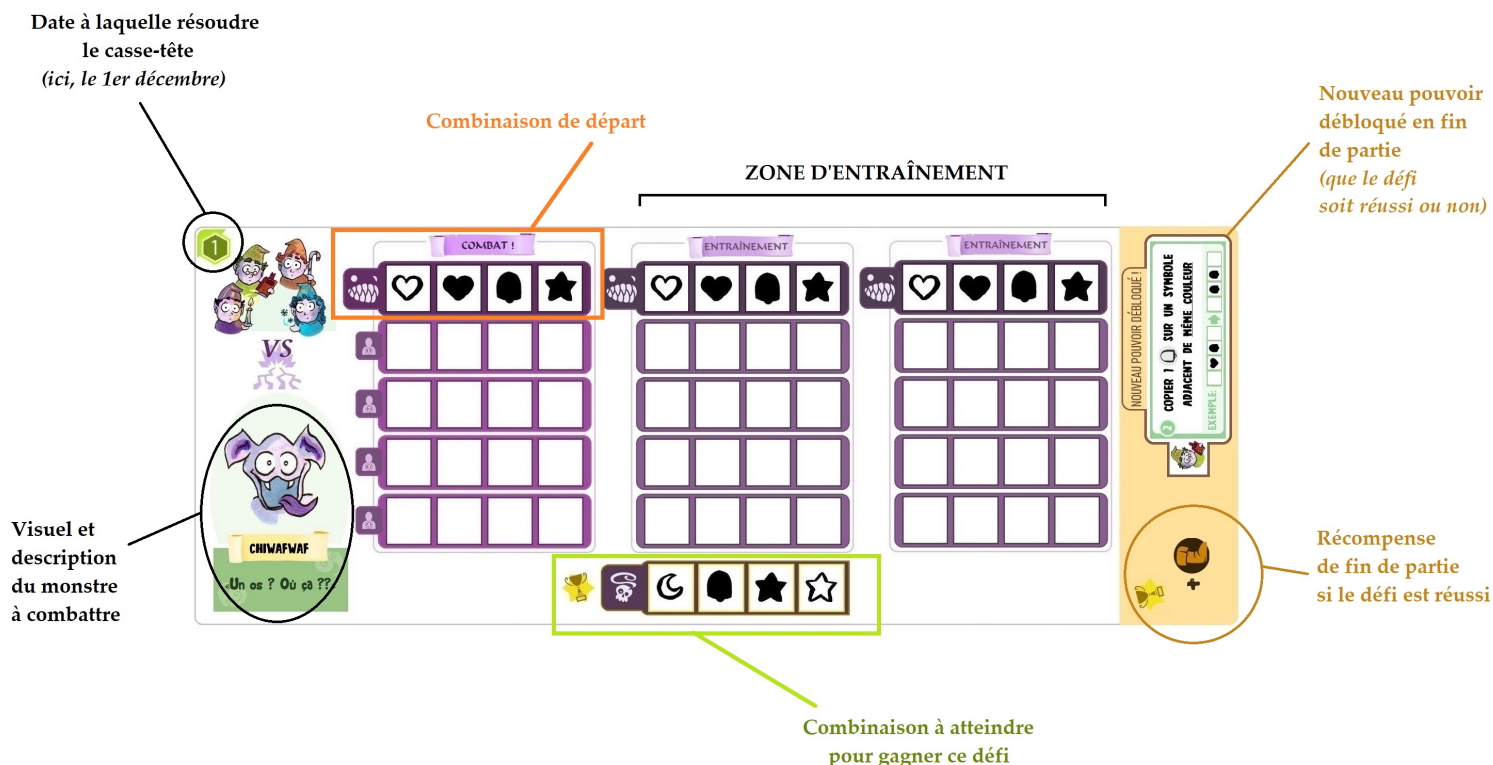 Date à laquelle résoudre
le casse-tête
(ici, le 1er décembre)
Combinaison de départ
ZONE D'ENTRAÎNEMENT
Nouveau pouvoir
débloqué en fin
de partie
(que le défi
soit réussi ou non)
1
COMBAT !
ENTRAÎNEMENT
ENTRAÎNEMENT
VS
CHIWAFWAF
«Un os ? Où ça ??»
NOUVEAU POUVOIR DÉBLOQUÉ !
2
COPIER 1 SUR UN SYMBOLE
ADJACENT DE MÊME COULEUR
EXEMPLE:
+
Visuel et
description
du monstre
à combattre
Récompense
de fin de partie
si le défi est réussi
Combinaison à atteindre
pour gagner ce défi